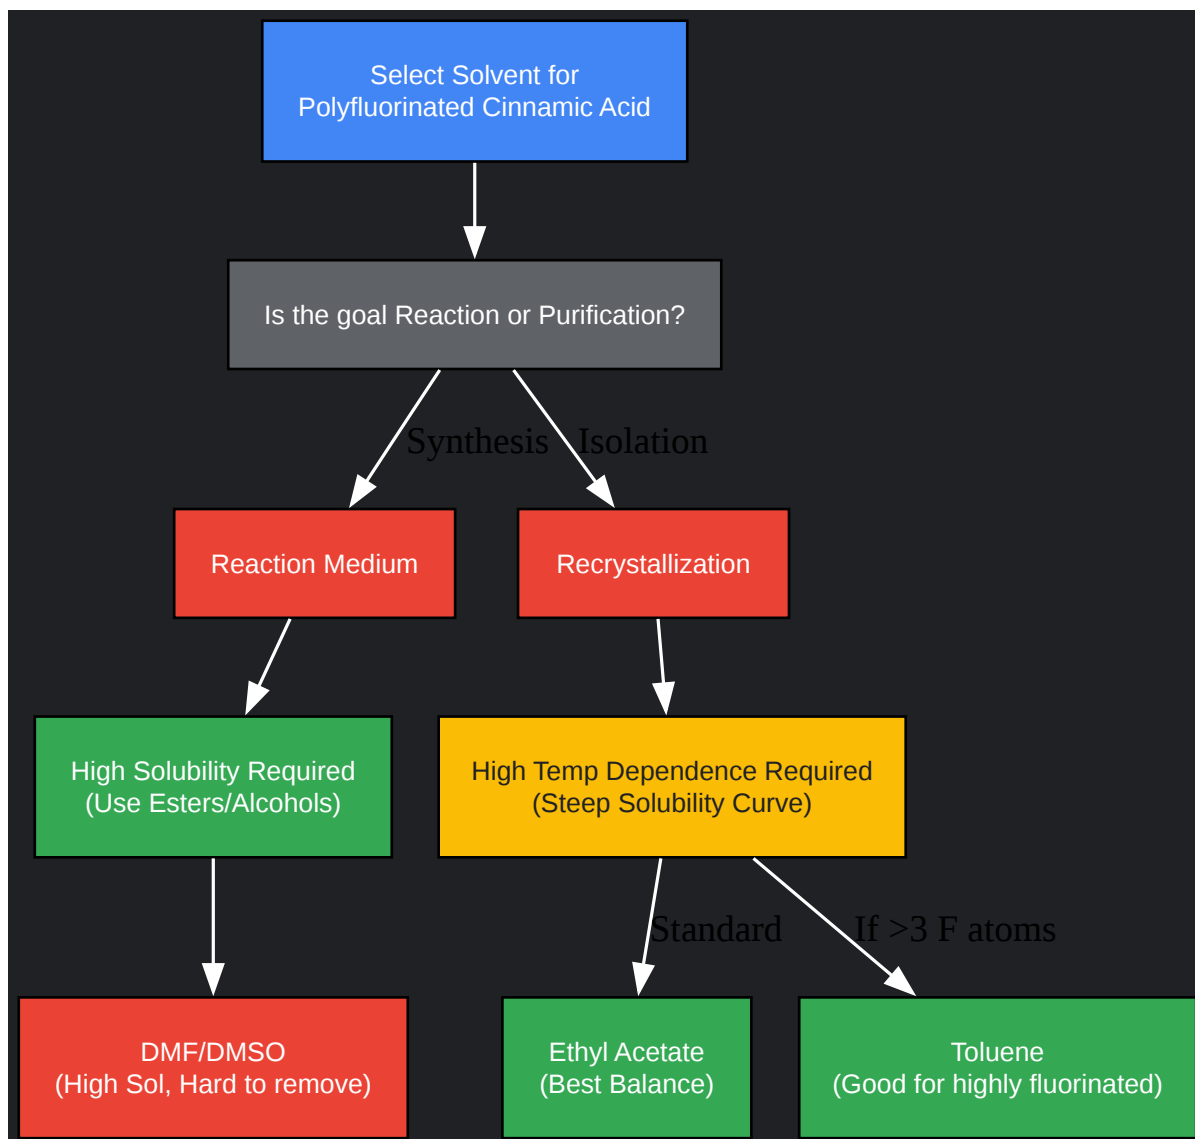 Select Solvent for
Polyfluorinated Cinnamic Acid
Is the goal Reaction or Purification?
Synthesis
Isolation
Reaction Medium
Recrystallization
High Solubility Required
(Use Esters/Alcohols)
High Temp Dependence Required
(Steep Solubility Curve)
Standard
If >3 F atoms
DMF/DMSO
(High Sol, Hard to remove)
Ethyl Acetate
(Best Balance)
Toluene
(Good for highly fluorinated)